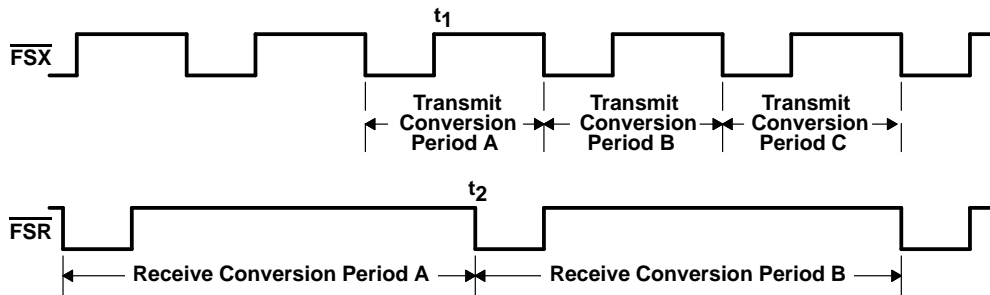 t1
FSX
Transmit Transmit Transmit
Conversion Conversion Conversion
Period A Period B Period C
t2
FSR
Receive Conversion Period A Receive Conversion Period B